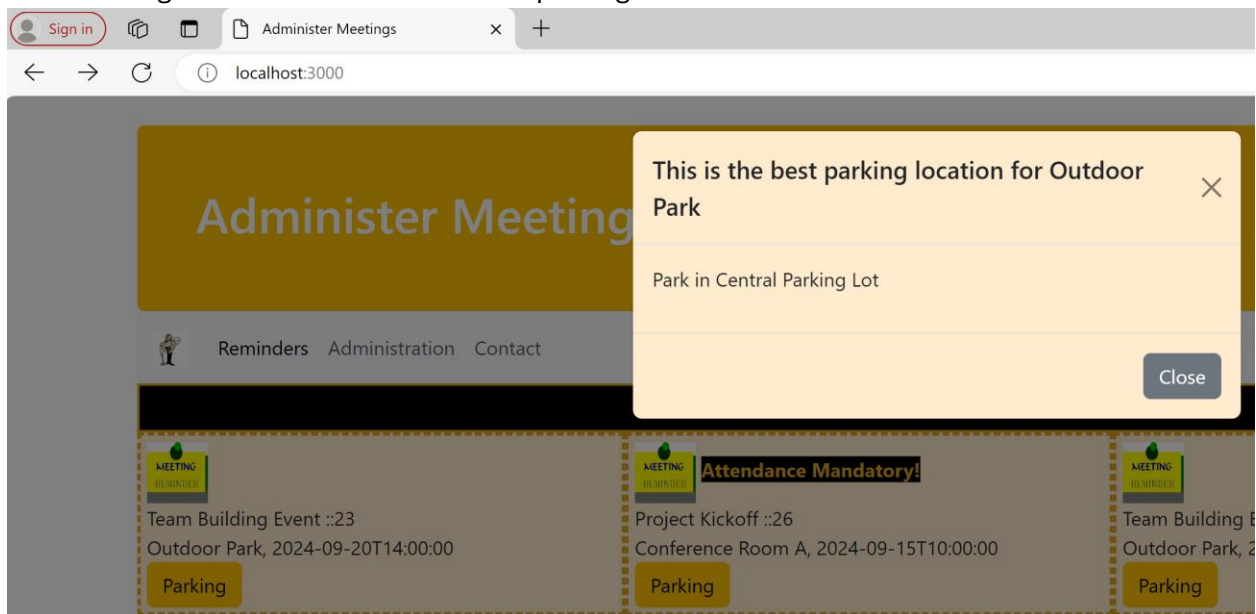 Sign in
Administer Meetings
localhost:3000
This is the best parking location for Outdoor
Park
Administer Meeting
Park in Central Parking Lot
Reminders Administration Contact
Close
MEETING
REMINDER
MEETING
REMINDER
Attendance Mandatory!
MEETING
REMINDER
Team Building Event ::23
Project Kickoff ::26
Team Building E
Outdoor Park, 2024-09-20T14:00:00
Conference Room A, 2024-09-15T10:00:00
Outdoor Park, 2
Parking
Parking
Parking